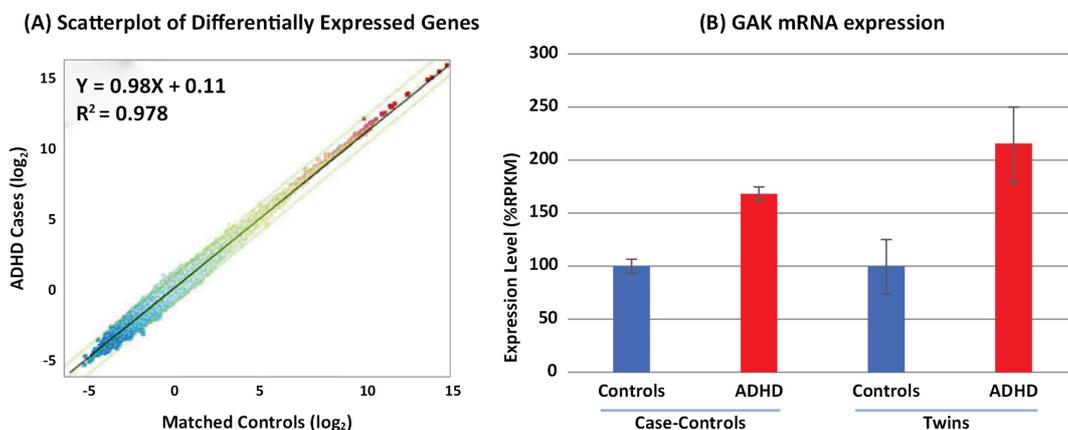 (A) Scatterplot of Differentially Expressed Genes
Y = 0.98X + 0.11
R² = 0.978
ADHD Cases (log₂)
15
10
5
0
-5
-5 0 5 10 15
Matched Controls (log₂)
(B) GAK mRNA expression
Expression Level (%RPKM)
300
250
200
150
100
50
0
Controls ADHD Controls ADHD
Case-Controls Twins